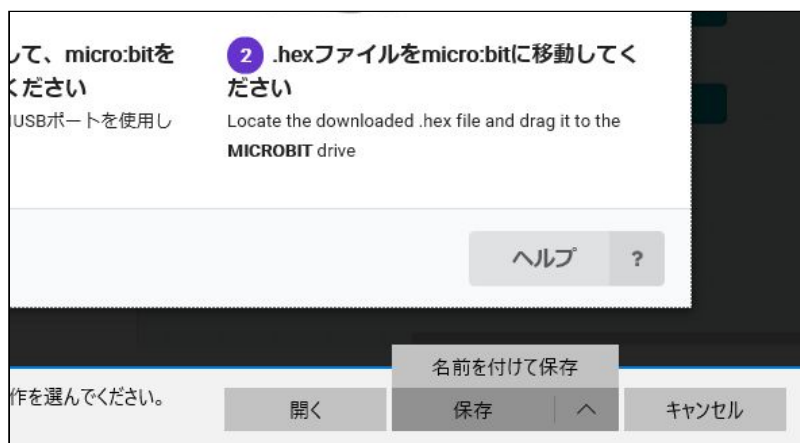 して、micro:bitを
ください
USBポートを使用し
2 .hexファイルをmicro:bitに移動してく
ださい
Locate the downloaded .hex file and drag it to the
MICROBIT drive
ヘルプ ?
名前を付けて保存
作を選んでください。 開く 保存 キャンセル